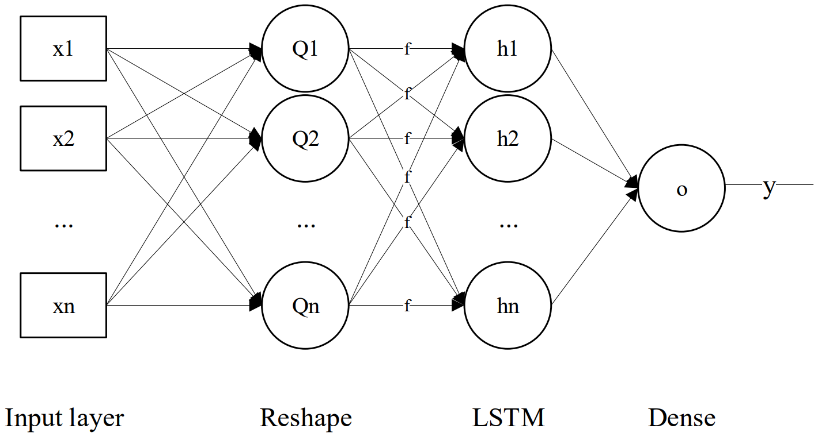 x1 Q1 f h1
f
x2 Q2 f h2
f o y
... ... f ...
xn Qn f hn
Input layer Reshape LSTM Dense